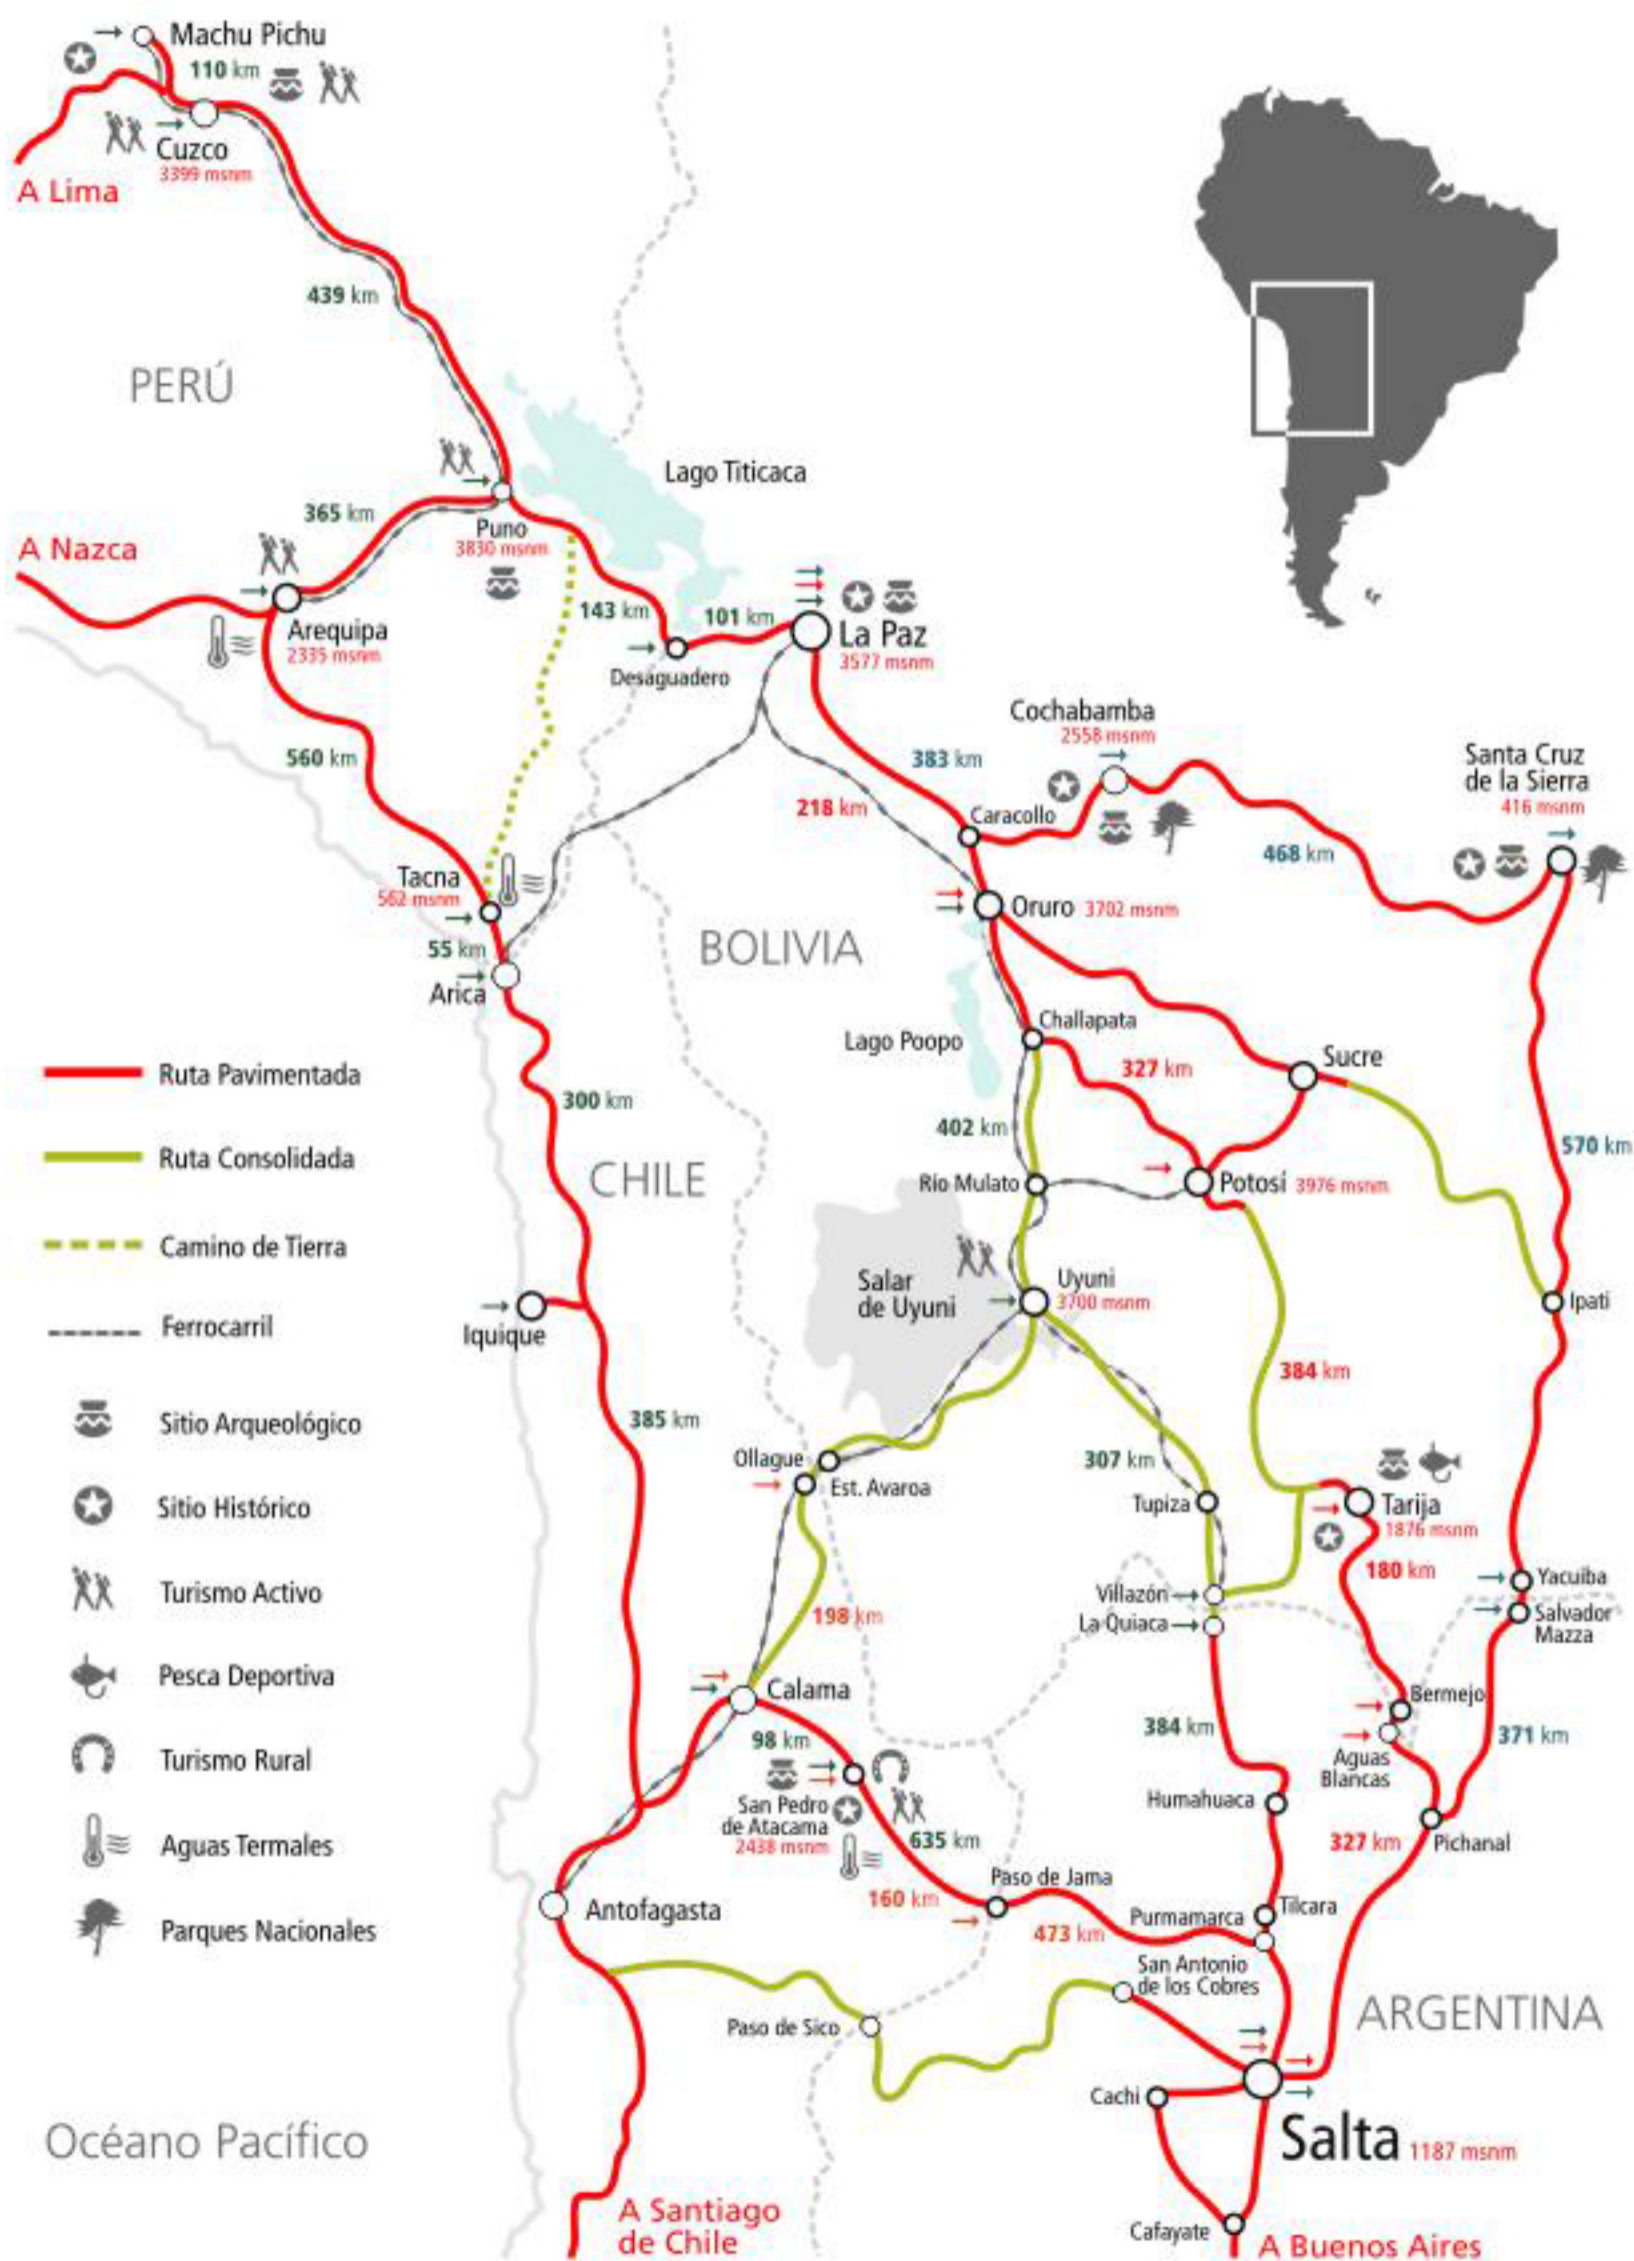 Machu Pichu
110 km
Cuzco
3399 msnm
A Lima
439 km
PERÚ
Lago Titicaca
365 km
A Nazca
Puno
3830 msnm
143 km
101 km
La Paz
3577 msnm
Arequipa
2335 msnm
Desaguadero
Cochabamba
2558 msnm
560 km
383 km
Santa Cruz
de la Sierra
416 msnm
218 km
Caracollo
468 km
Tacna
562 msnm
Oruro 3702 msnm
BOLIVIA
55 km
Arica
Challapata
Lago Poopo
Sucre
327 km
Ruta Pavimentada
300 km
402 km
570 km
Ruta Consolidada
CHILE
Río Mulato
Potosí 3976 msnm
Camino de Tierra
Salar
de Uyuni
Uyuni
3700 msnm
Ipati
Ferrocarril
Iquique
384 km
Sitio Arqueológico
385 km
Ollague
Est. Avaroa
307 km
Sitio Histórico
Tupiza
Tarija
1876 msnm
180 km
Turismo Activo
Villazón
Yacuiba
198 km
La Quiaca
Salvador
Mazza
Pesca Deportiva
Calama
Bermejo
98 km
384 km
371 km
Turismo Rural
Aguas
Blancas
San Pedro
de Atacama
2438 msnm
Humahuaca
Aguas Termales
635 km
327 km
Pichanal
Paso de Jama
160 km
Antofagasta
Purmamarca
Tilcara
Parques Nacionales
473 km
San Antonio
de los Cobres
Paso de Sico
ARGENTINA
Cachi
Océano Pacífico
Salta 1187 msnm
A Santiago
de Chile
Cafayate
A Buenos Aires